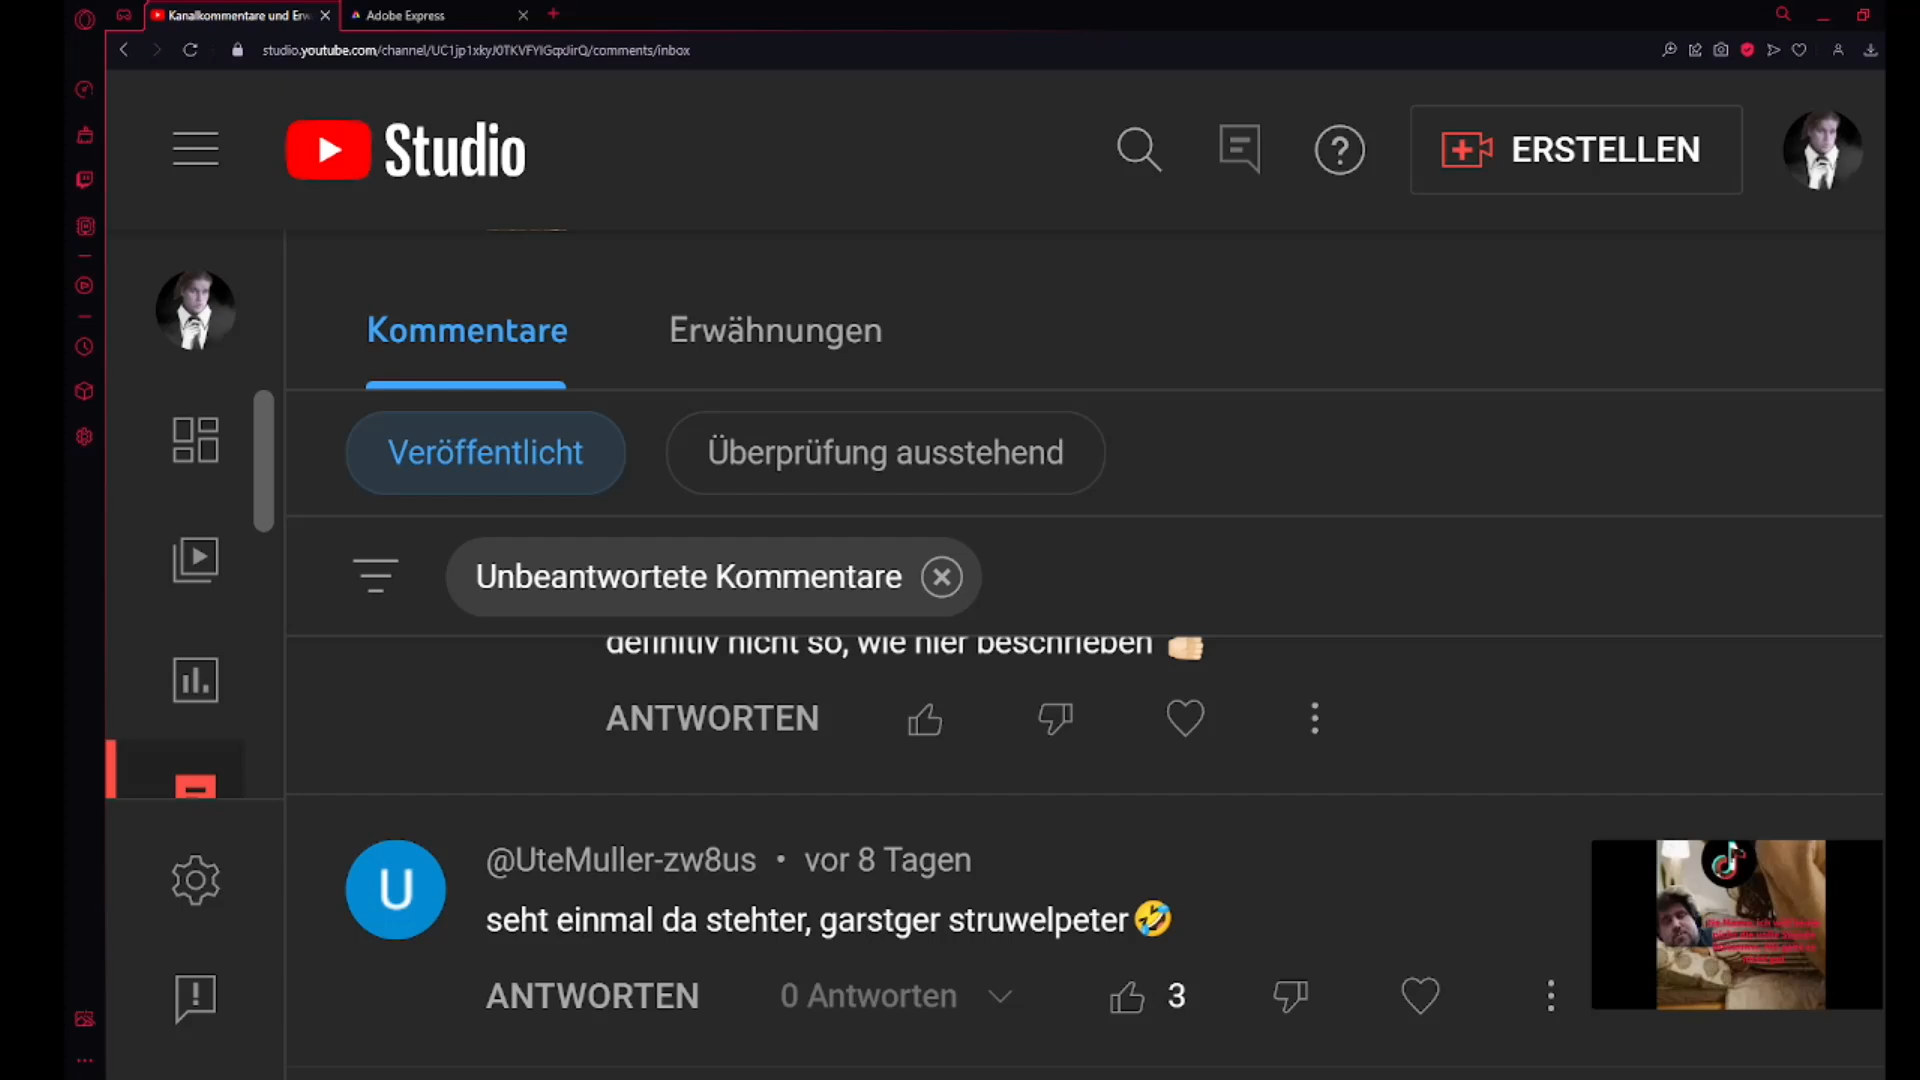 Kanalkommentare und Erw
Adobe Express
studio.youtube.com/channel/UC1jp1xkyJ0TKVFYIGqxJirQ/comments/inbox
Studio
ERSTELLEN
Kommentare
Erwähnungen
Veröffentlicht
Überprüfung ausstehend
Unbeantwortete Kommentare
definitiv nicht so, wie hier beschrieben
ANTWORTEN
U
@UteMuller-zw8us • vor 8 Tagen
seht einmal da stehter, garstger struwelpeter🤣
ANTWORTEN
0 Antworten
3